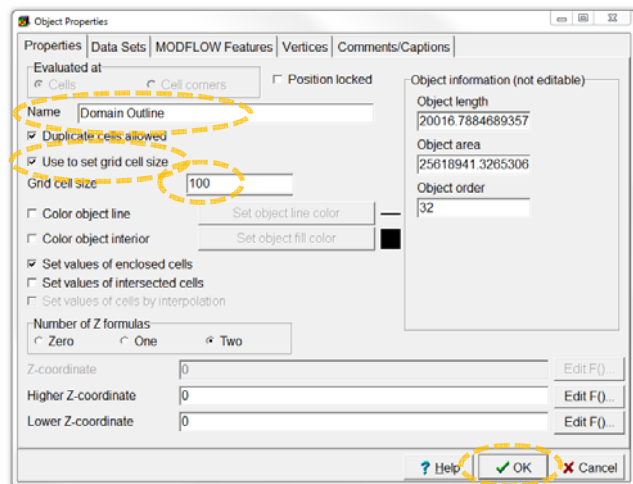 Object Properties
Properties Data Sets MODFLOW Features Vertices Comments/Captions
Evaluated at
Cells Cell corners
Position locked
Name Domain Outline
Duplicate cells allowed
Use to set grid cell size
Grid cell size 100
Color object line Set object line color
Color object interior Set object fill color
Set values of enclosed cells
Set values of intersected cells
Set values of cells by interpolation
Number of Z formulas
Zero One Two
Object information (not editable)
Object length
20016.7884689357
Object area
25618941.3265306
Object order
32
Z-coordinate 0 Edit F()...
Higher Z-coordinate 0 Edit F()...
Lower Z-coordinate 0 Edit F()...
? Help OK Cancel